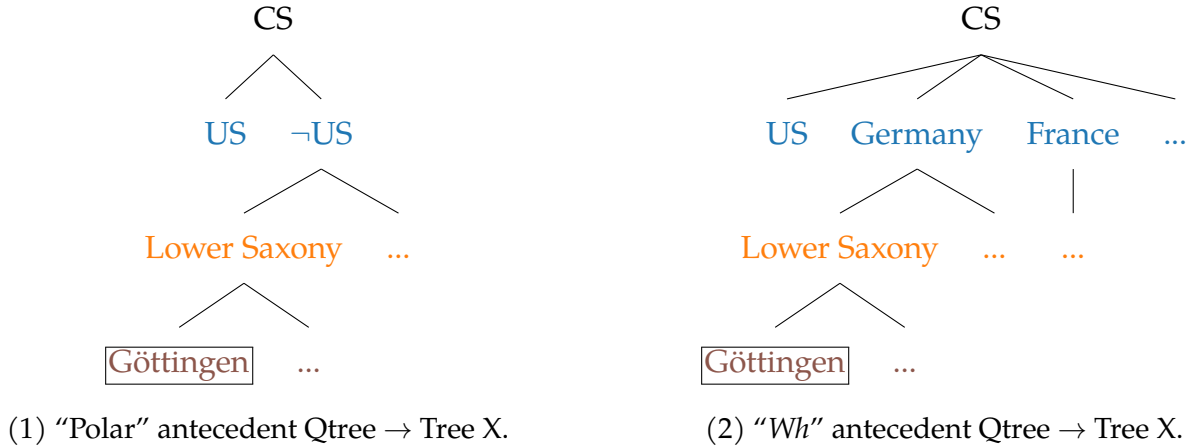 CS
US ¬US
Lower Saxony ...
Göttingen ...
(1) “Polar” antecedent Qtree → Tree X.
CS
US Germany France ...
Lower Saxony ... ...
Göttingen ...
(2) “Wh” antecedent Qtree → Tree X.